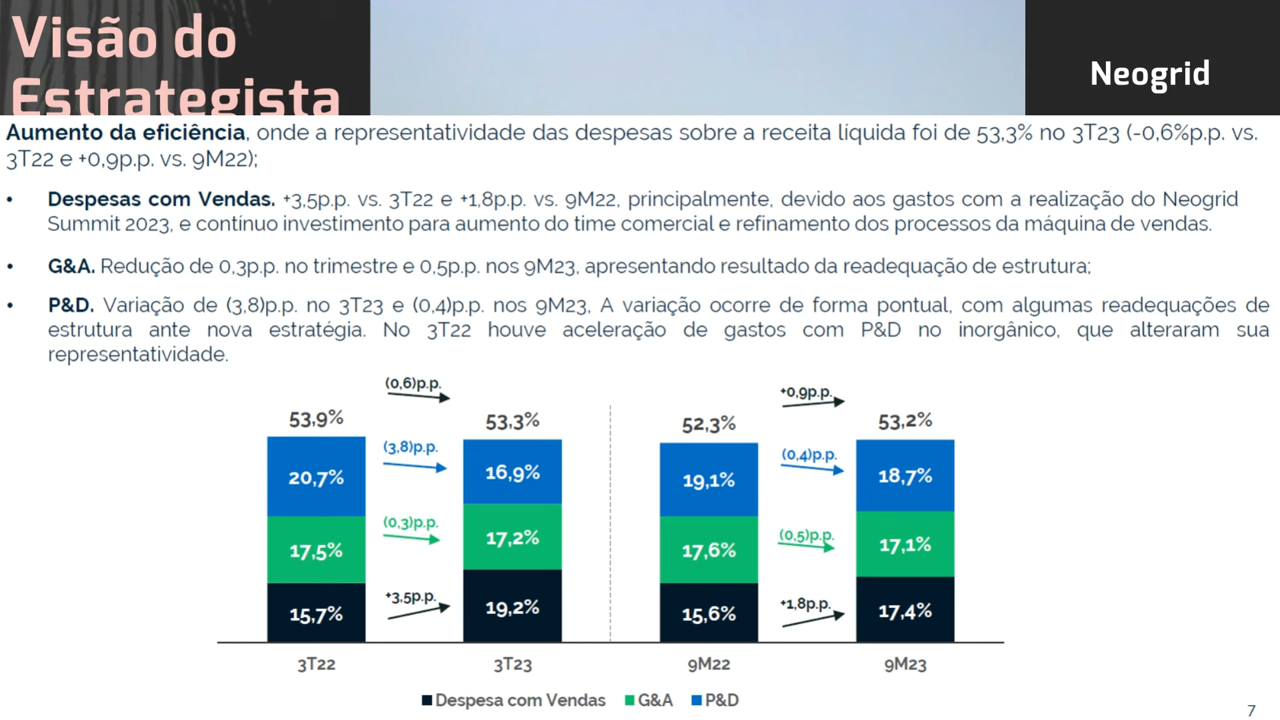 Visão do
Estrategista
Neogrid
Aumento da eficiência, onde a representatividade das despesas sobre a receita líquida foi de 53,3% no 3T23 (-0,6%p.p. vs.
3T22 e +0,9p.p. vs. 9M22);
• Despesas com Vendas. +3,5p.p. vs. 3T22 e +1,8p.p. vs. 9M22, principalmente, devido aos gastos com a realização do Neogrid
Summit 2023, e contínuo investimento para aumento do time comercial e refinamento dos processos da máquina de vendas.
• G&A. Redução de 0,3p.p. no trimestre e 0,5p.p. nos 9M23, apresentando resultado da readequação de estrutura;
• P&D. Variação de (3,8)p.p. no 3T23 e (0,4)p.p. nos 9M23, A variação ocorre de forma pontual, com algumas readequações de
estrutura ante nova estratégia. No 3T22 houve aceleração de gastos com P&D no inorgânico, que alteraram sua
representatividade.
(0,6)p.p.
+0,9p.p.
53,9%
53,3%
52,3%
53,2%
(3,8)p.p.
(0,4)p.p.
20,7%
16,9%
19,1%
18,7%
(0,3)p.p.
(0,5)p.p.
17,5%
17,2%
17,6%
17,1%
+3,5p.p.
+1,8p.p.
15,7%
19,2%
15,6%
17,4%
3T22
3T23
9M22
9M23
Despesa com Vendas
G&A
P&D
7